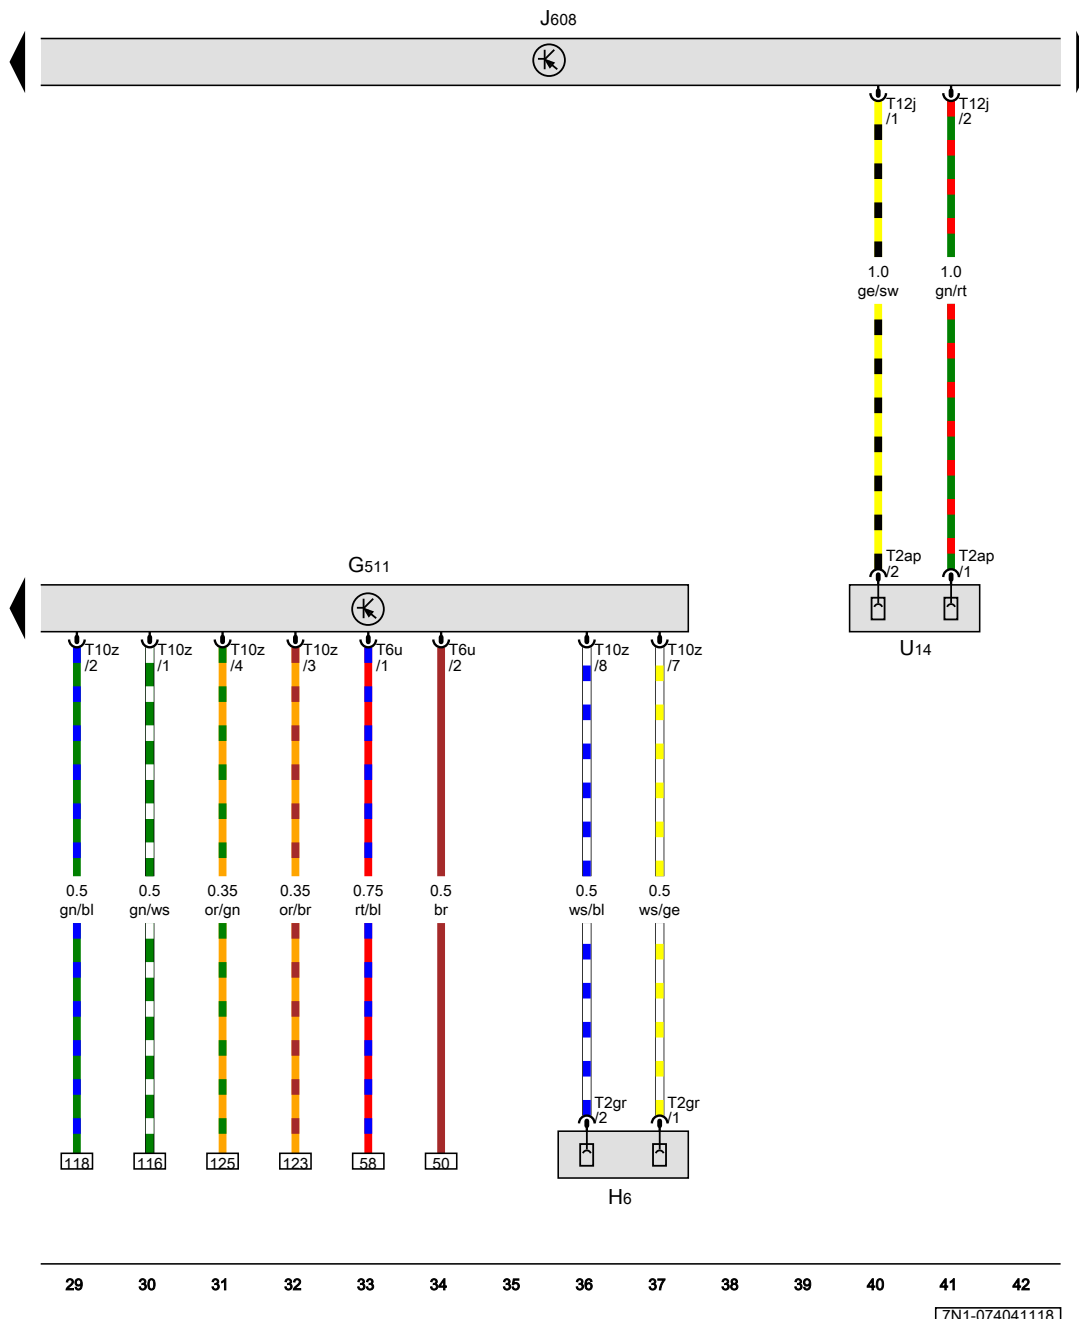 J608
T12j
/1
T12j
/2
1.0
ge/sw
1.0
gn/rt
T2ap
/2
T2ap
/1
U14
G511
T10z
/2
T10z
/1
T10z
/4
T10z
/3
T6u
/1
T6u
/2
T10z
/8
T10z
/7
0.5
gn/bl
0.5
gn/ws
0.35
or/gn
0.35
or/br
0.75
rt/bl
0.5
br
0.5
ws/bl
0.5
ws/ge
T2gr
/2
T2gr
/1
118
116
125
123
58
50
H6
29 30 31 32 33 34 35 36 37 38 39 40 41 42
7N1-074041118